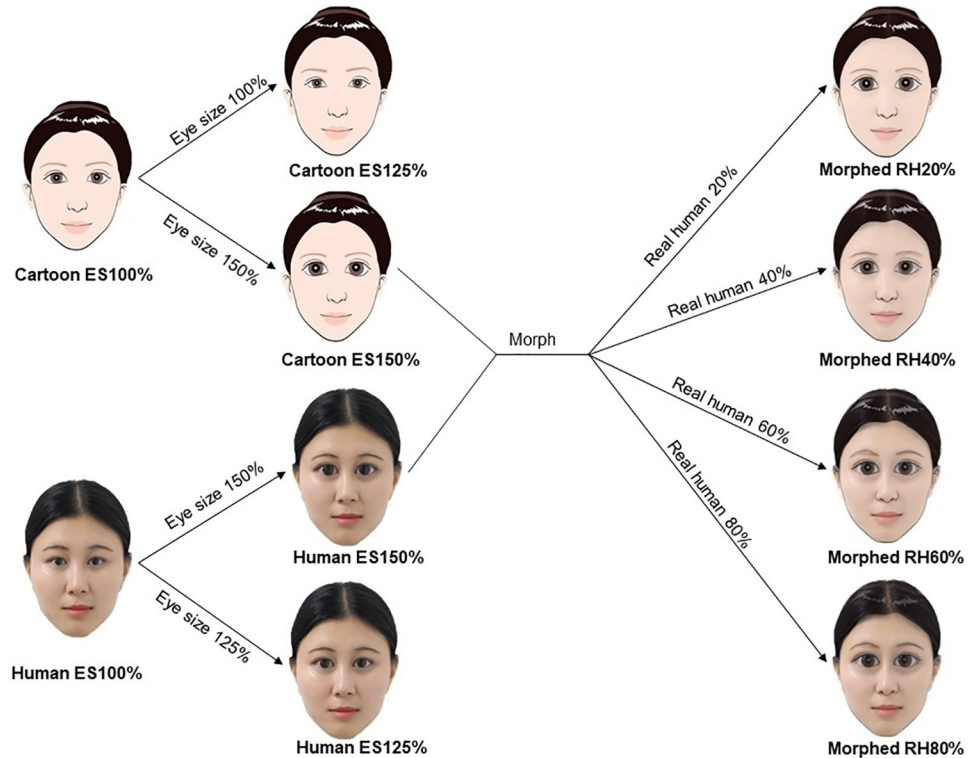 Eye size 100%
Cartoon ES125%
Eye size 150%
Cartoon ES100%
Cartoon ES150%
Eye size 150%
Human ES150%
Eye size 125%
Human ES100%
Human ES125%
Morph
Real human 20%
Morphed RH20%
Real human 40%
Morphed RH40%
Real human 60%
Morphed RH60%
Real human 80%
Morphed RH80%